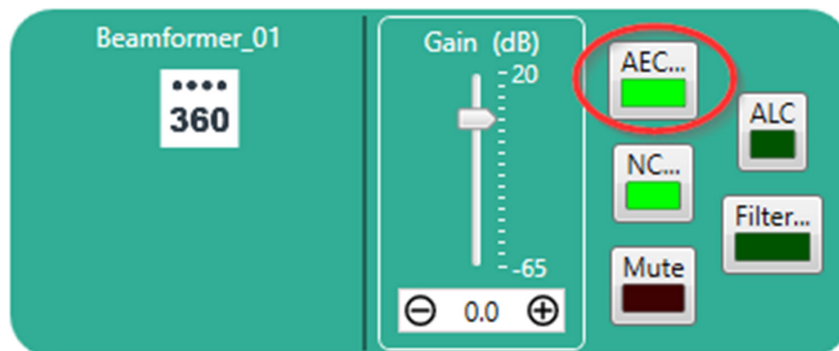 Beamformer_01
360
Gain (dB)
20
-65
0.0
AEC...
ALC
NC...
Filter...
Mute